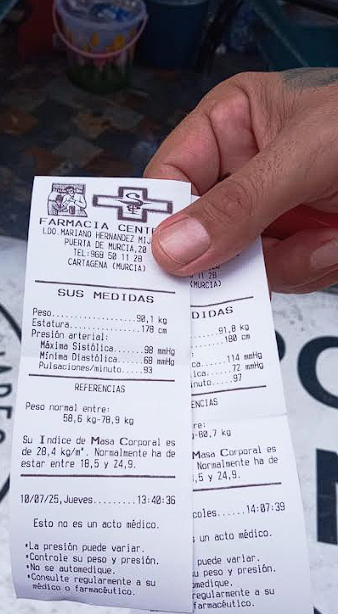 FARMACIA CENT
LDO.MARIANO HERNANDEZ MIJ
PUERTA DE MURCIA,20
TEL:968 50 11 28
CARTAGENA (MURCIA)
SUS MEDIDAS
Peso....................90,1 kg
Estatura.................178 cm
Presión arterial:
Máxima Sistólica......98 mmHg
Mínima Diastólica.....68 mmHg
Pulsaciones/minuto....93
REFERENCIAS
Peso normal entre:
58,6 kg-78,9 kg
Su Indice de Masa Corporal es
de 28,4 kg/m². Normalmente ha de
estar entre 18,5 y 24,9.
10/07/25,Jueves.........13:40:36
Esto no es un acto médico.
•La presión puede variar.
•Controle su peso y presión.
•No se automedique.
•Consulte regularmente a su
médico o farmacéutico.
11 28
(MURCIA)
DIDAS
91,8 kg
180 cm
ca....114 mmHg
lica.....72 mmHg
inuto....97
ENCIAS
re:
-80,7 kg
Masa Corporal es
Normalmente ha de
,5 y 24,9.
coles......14:07:39
un acto médico.
puede variar.
u peso y presión.
omedique.
regularmente a su
farmacéutico.